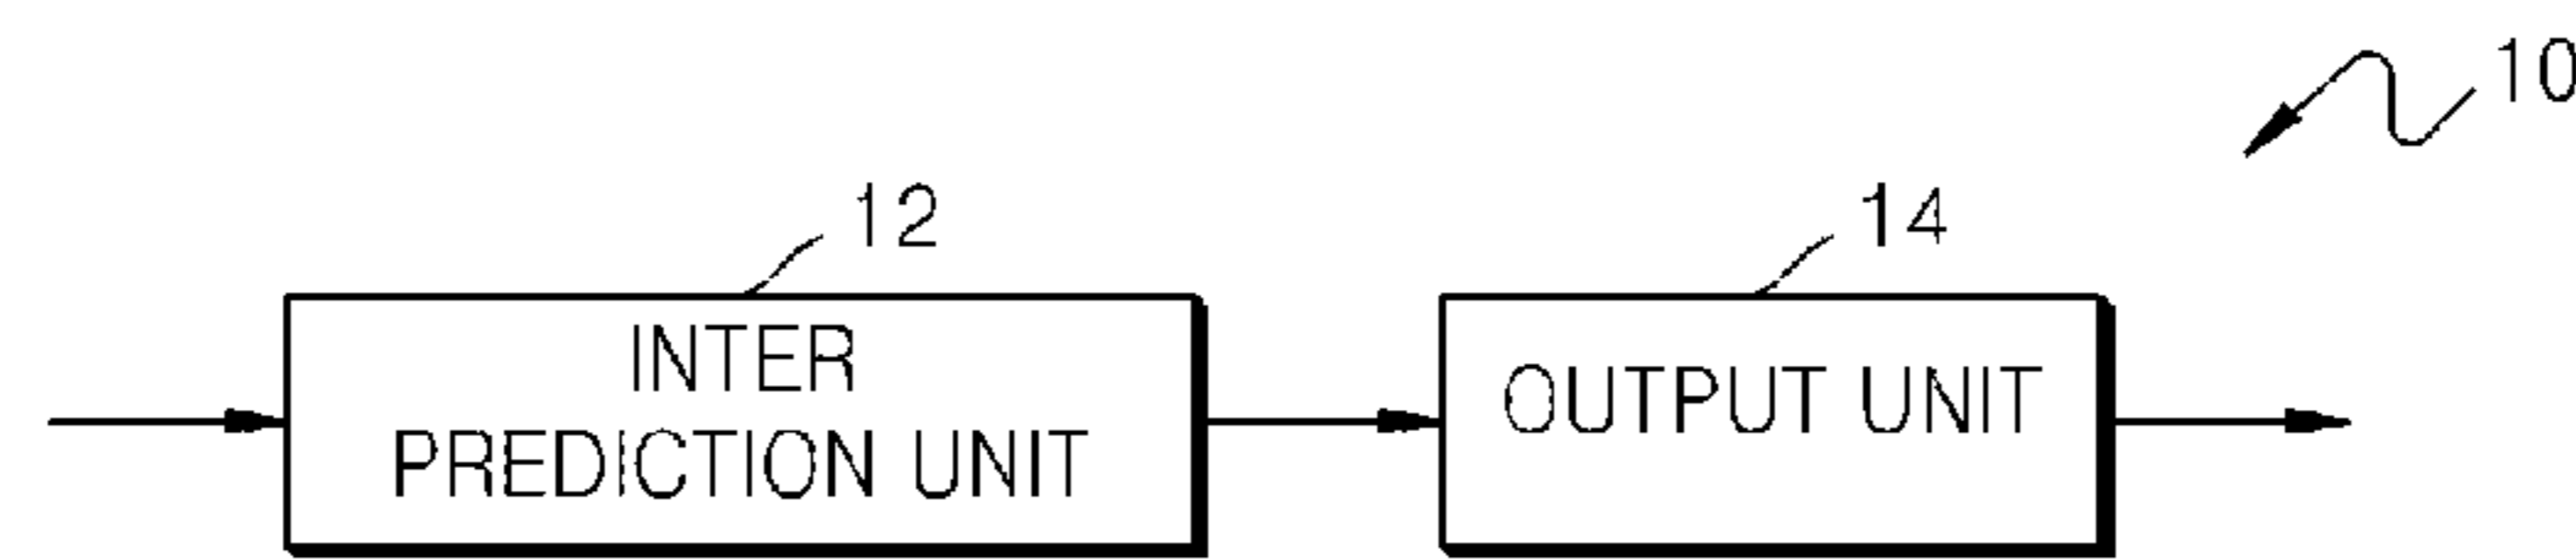 10
12
14
INTER
PREDICTION UNIT
OUTPUT UNIT